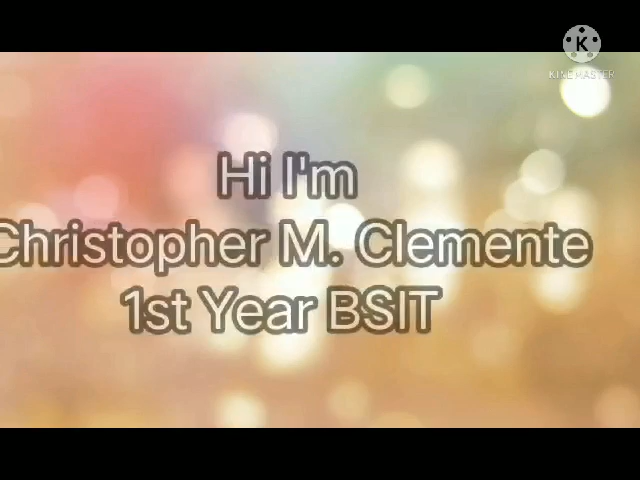 K
KINEMASTER
Hi I'm
Christopher M. Clemente
1st Year BSIT